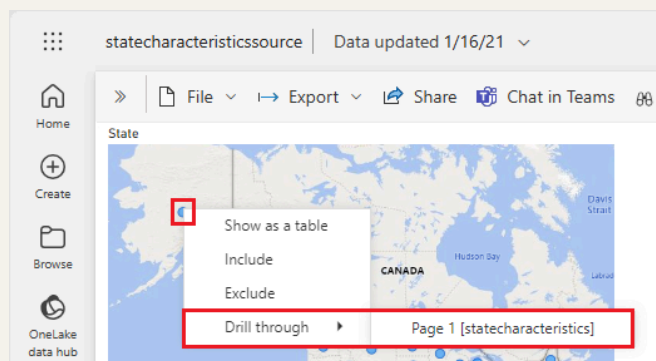 statecharacteristicssource
Data updated 1/16/21
File
Export
Share
Chat in Teams
Home
Create
Browse
OneLake
data hub
State
Davis
Strait
Hudson Bay
CANADA
Labrad
Show as a table
Include
Exclude
Drill through
Page 1 [statecharacteristics]